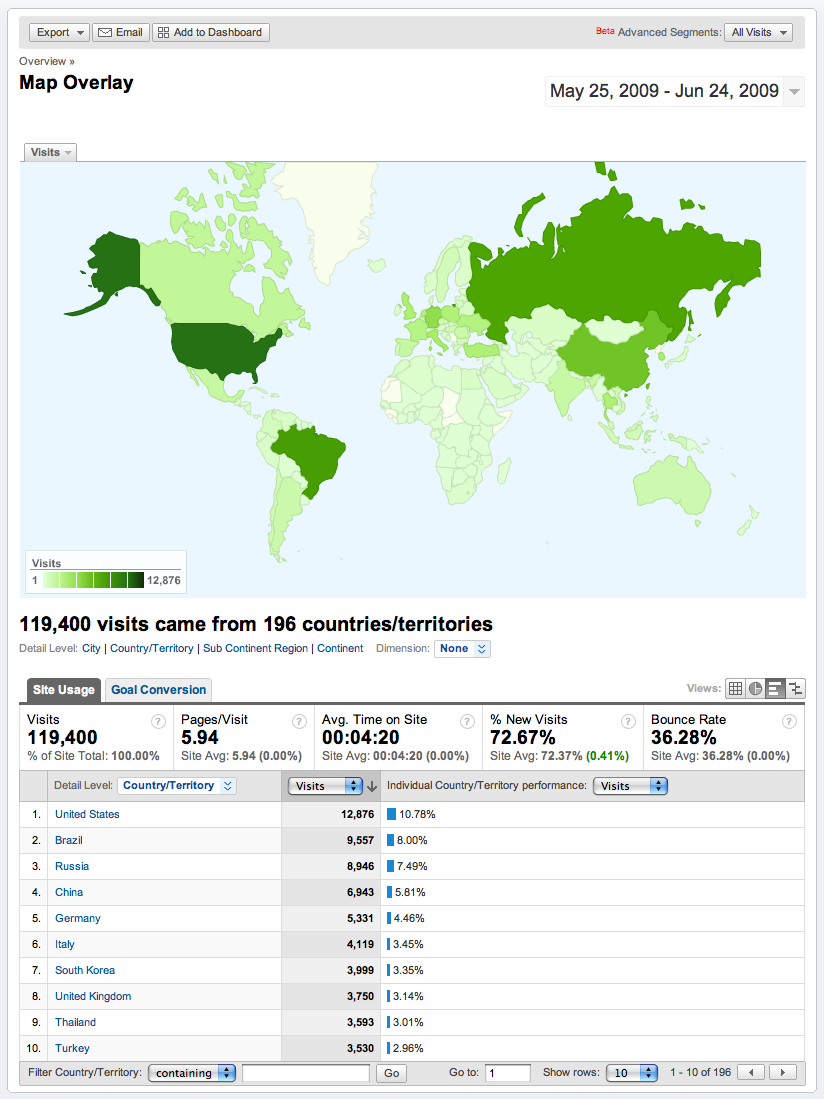 Export Email Add to Dashboard Beta Advanced Segments: All Visits
Overview »
Map Overlay
May 25, 2009 - Jun 24, 2009
Visits
Visits
1 12,876
119,400 visits came from 196 countries/territories
Detail Level: City | Country/Territory | Sub Continent Region | Continent Dimension: None
Site Usage Goal Conversion Views:
Visits ? Pages/Visit ? Avg. Time on Site ? % New Visits ? Bounce Rate ?
119,400 5.94 00:04:20 72.67% 36.28%
% of Site Total: 100.00% Site Avg: 5.94 (0.00%) Site Avg: 00:04:20 (0.00%) Site Avg: 72.37% (0.41%) Site Avg: 36.28% (0.00%)
Detail Level: Country/Territory Visits Individual Country/Territory performance: Visits
1. United States 12,876 10.78%
2. Brazil 9,557 8.00%
3. Russia 8,946 7.49%
4. China 6,943 5.81%
5. Germany 5,331 4.46%
6. Italy 4,119 3.45%
7. South Korea 3,999 3.35%
8. United Kingdom 3,750 3.14%
9. Thailand 3,593 3.01%
10. Turkey 3,530 2.96%
Filter Country/Territory: containing Go Go to: 1 Show rows: 10 1 - 10 of 196